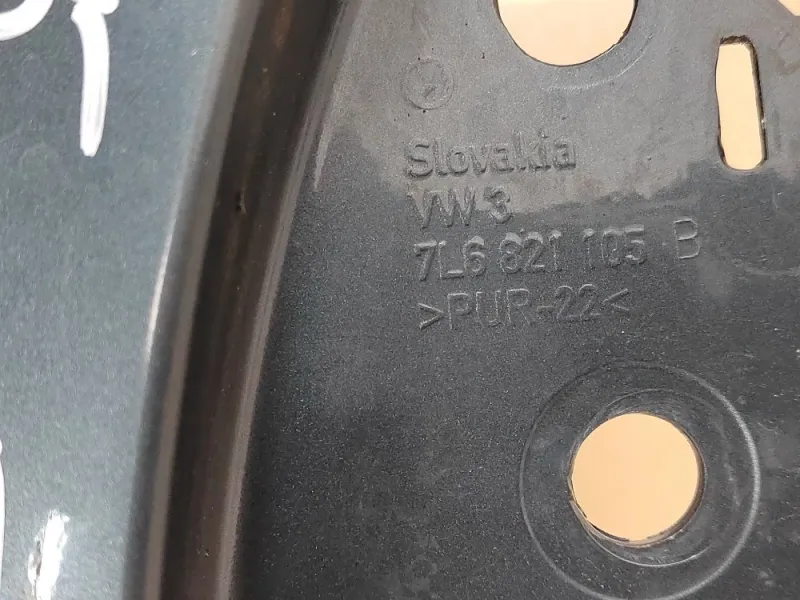 Slovakia
VW 3
7L6 821 105 B
>PUR-22<